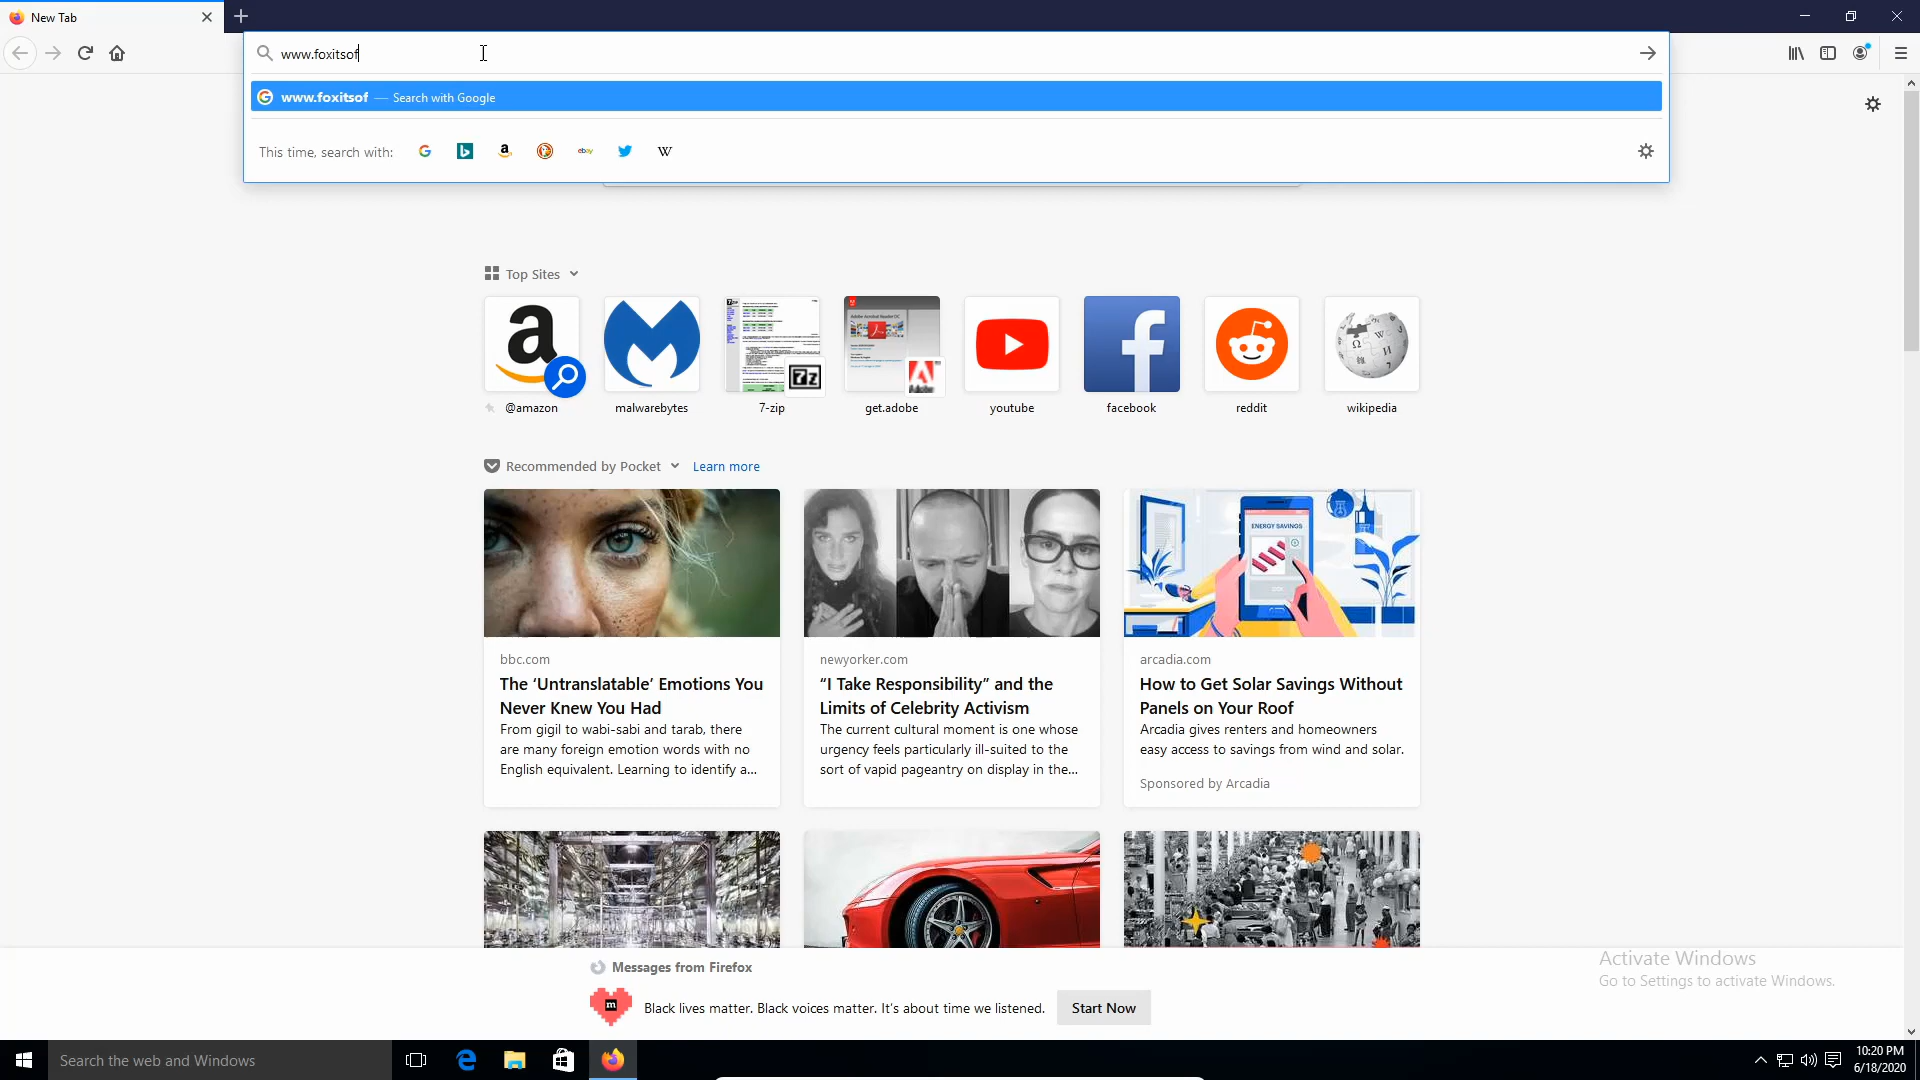 New Tab
www.foxitsof
www.foxitsof — Search with Google
This time, search with:
Top Sites
@amazon
malwarebytes
7-zip
get.adobe
youtube
facebook
reddit
wikipedia
Recommended by Pocket
Learn more
bbc.com
The ‘Untranslatable’ Emotions You
Never Knew You Had
From gigil to wabi-sabi and tarab, there
are many foreign emotion words with no
English equivalent. Learning to identify a...
newyorker.com
“I Take Responsibility” and the
Limits of Celebrity Activism
The current cultural moment is one whose
urgency feels particularly ill-suited to the
sort of vapid pageantry on display in the...
ENERGY SAVINGS
arcadia.com
How to Get Solar Savings Without
Panels on Your Roof
Arcadia gives renters and homeowners
easy access to savings from wind and solar.
Sponsored by Arcadia
Messages from Firefox
Black lives matter. Black voices matter. It's about time we listened.
Start Now
Activate Windows
Go to Settings to activate Windows.
Search the web and Windows
10:20 PM
6/18/2020